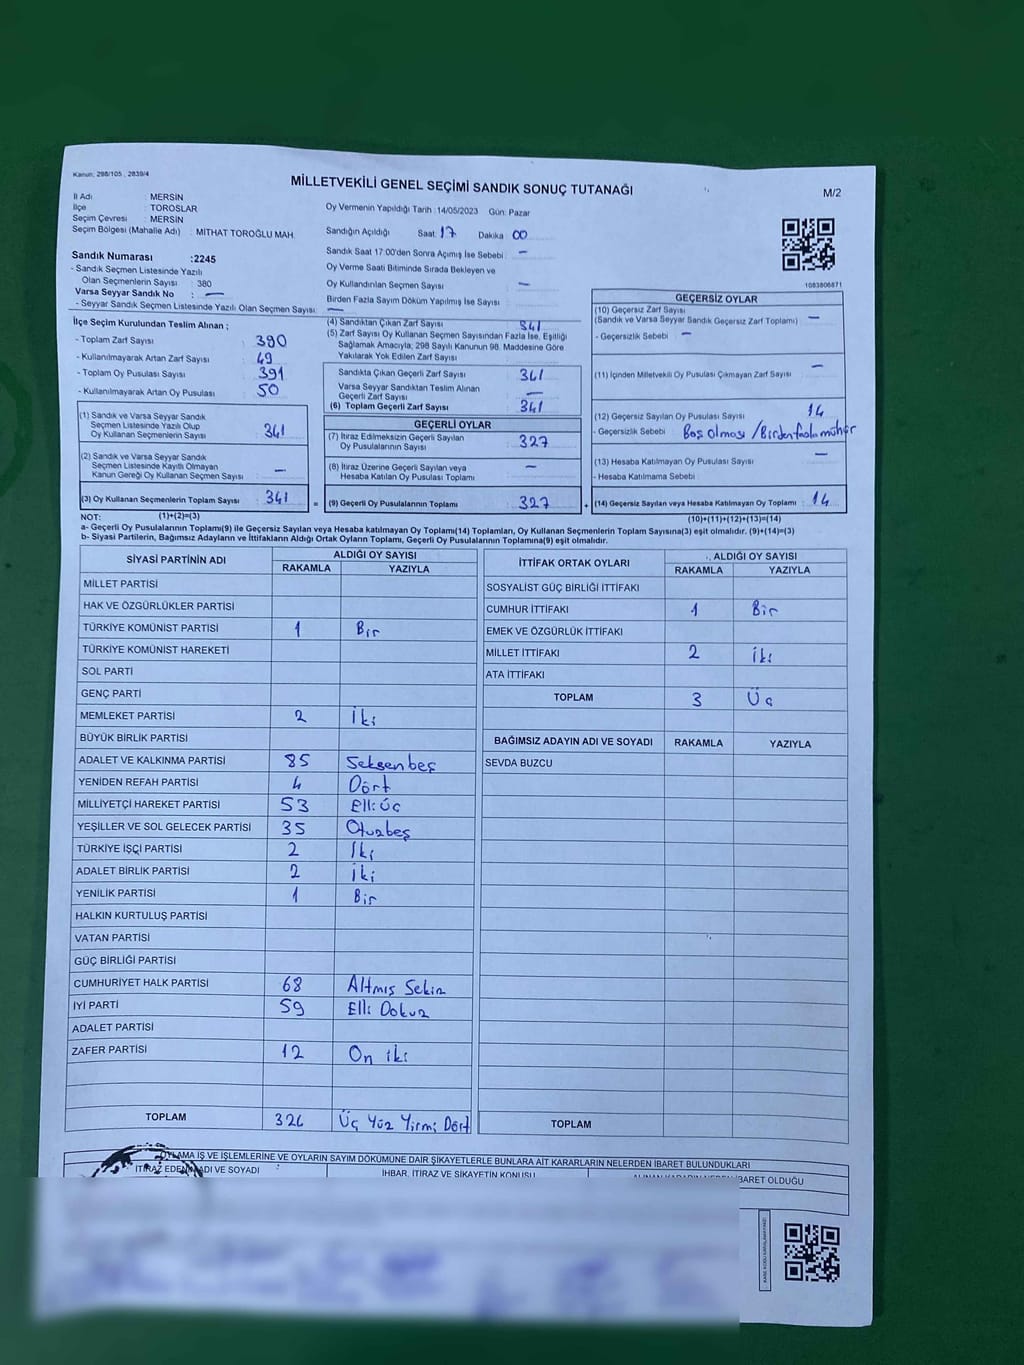 Kanun; 298/105 , 2839/4
MİLLETVEKİLİ GENEL SEÇİMİ SANDIK SONUÇ TUTANAĞI
M/2
İl Adı : MERSİN
İlçe : TOROSLAR
Seçim Çevresi : MERSİN
Seçim Bölgesi (Mahalle Adı) : MİTHAT TOROĞLU MAH.
Sandık Numarası :2245
- Sandık Seçmen Listesinde Yazılı
Olan Seçmenlerin Sayısı : 380
Varsa Seyyar Sandık No : —
- Seyyar Sandık Seçmen Listesinde Yazılı Olan Seçmen Sayısı: —
Oy Vermenin Yapıldığı Tarih :14/05/2023 Gün: Pazar
Sandığın Açıldığı Saat: 17 Dakika 00
Sandık Saat 17:00'den Sonra Açımış İse Sebebi : —
Oy Verme Saati Bitiminde Sırada Bekleyen ve
Oy Kullandırılan Seçmen Sayısı : —
Birden Fazla Sayım Döküm Yapılmış İse Sayısı :
1083806871
İlçe Seçim Kurulundan Teslim Alınan ;
- Toplam Zarf Sayısı : 390
- Kullanılmayarak Artan Zarf Sayısı : 49
- Toplam Oy Pusulası Sayısı : 391
- Kullanılmayarak Artan Oy Pusulası : 50
(4) Sandıktan Çıkan Zarf Sayısı : 341
(5) Zarf Sayısı Oy Kullanan Seçmen Sayısından Fazla İse, Eşitliği
Sağlamak Amacıyla; 298 Sayılı Kanunun 98. Maddesine Göre
Yakılarak Yok Edilen Zarf Sayısı :
Sandıkta Çıkan Geçerli Zarf Sayısı : 341
Varsa Seyyar Sandıktan Teslim Alınan
Geçerli Zarf Sayısı : —
(6) Toplam Geçerli Zarf Sayısı : 341
GEÇERSİZ OYLAR
(10) Geçersiz Zarf Sayısı
(Sandık ve Varsa Seyyar Sandık Geçersiz Zarf Toplamı) : —
- Geçersizlik Sebebi : —
(11) İçinden Milletvekili Oy Pusulası Çıkmayan Zarf Sayısı : —
(12) Geçersiz Sayılan Oy Pusulası Sayısı : 14
- Geçersizlik Sebebi : Boş olması / Birden fazla mühür
(13) Hesaba Katılmayan Oy Pusulası Sayısı : —
- Hesaba Katılmama Sebebi :
(14) Geçersiz Sayılan veya Hesaba Katılmayan Oy Toplamı : 14
(10)+(11)+(12)+(13)=(14)
(1) Sandık ve Varsa Seyyar Sandık
Seçmen Listesinde Yazılı Olup
Oy Kullanan Seçmenlerin Sayısı : 341
(2) Sandık ve Varsa Seyyar Sandık
Seçmen Listesinde Kayıtlı Olmayan
Kanun Gereği Oy Kullanan Seçmen Sayısı : —
(3) Oy Kullanan Seçmenlerin Toplam Sayısı : 341 =
(1)+(2)=(3)
GEÇERLİ OYLAR
(7) İtiraz Edilmeksizin Geçerli Sayılan
Oy Pusulalarının Toplamı : 327
(8) İtiraz Üzerine Geçerli Sayılan veya
Hesaba Katılan Oy Pusulası Toplamı : —
(9) Geçerli Oy Pusulalarının Toplamı : 327 +
NOT:
a- Geçerli Oy Pusulalarının Toplamı(9) ile Geçersiz Sayılan veya Hesaba katılmayan Oy Toplamı(14) Toplamları, Oy Kullanan Seçmenlerin Toplam Sayısına(3) eşit olmalıdır. (9)+(14)=(3)
b- Siyasi Partilerin, Bağımsız Adayların ve İttifakların Aldığı Ortak Oyların Toplamı, Geçerli Oy Pusulalarının Toplamına(9) eşit olmalıdır.
SİYASİ PARTİNİN ADI
ALDIĞI OY SAYISI
RAKAMLA YAZIYLA
MİLLET PARTİSİ
HAK VE ÖZGÜRLÜKLER PARTİSİ
TÜRKİYE KOMÜNİST PARTİSİ 1 Bir
TÜRKİYE KOMÜNİST HAREKETİ
SOL PARTİ
GENÇ PARTİ
MEMLEKET PARTİSİ 2 İki
BÜYÜK BİRLİK PARTİSİ
ADALET VE KALKINMA PARTİSİ 85 Seksenbeş
YENİDEN REFAH PARTİSİ 4 Dört
MİLLİYETÇİ HAREKET PARTİSİ 53 Elli Üç
YEŞİLLER VE SOL GELECEK PARTİSİ 35 Otuzbeş
TÜRKİYE İŞÇİ PARTİSİ 2 İki
ADALET BİRLİK PARTİSİ 2 İki
YENİLİK PARTİSİ 1 Bir
HALKIN KURTULUŞ PARTİSİ
VATAN PARTİSİ
GÜÇ BİRLİĞİ PARTİSİ
CUMHURİYET HALK PARTİSİ 68 Altmış Sekiz
İYİ PARTİ 59 Elli Dokuz
ADALET PARTİSİ
ZAFER PARTİSİ 12 On iki
TOPLAM 324 Üç Yüz Yirmi Dört
İTTİFAK ORTAK OYLARI
ALDIĞI OY SAYISI
RAKAMLA YAZIYLA
SOSYALİST GÜÇ BİRLİĞİ İTTİFAKI
CUMHUR İTTİFAKI 1 Bir
EMEK VE ÖZGÜRLÜK İTTİFAKI
MİLLET İTTİFAKI 2 İki
ATA İTTİFAKI
TOPLAM 3 Üç
BAĞIMSIZ ADAYIN ADI VE SOYADI RAKAMLA YAZIYLA
SEVDA BUZCU
TOPLAM
OYLAMA İŞ VE İŞLEMLERİNE VE OYLARIN SAYIM DÖKÜMÜNE DAİR ŞİKAYETLERLE BUNLARA AİT KARARLARIN NELERDEN İBARET BULUNDUKLARI
İTİRAZ EDENİN ADI VE SOYADI
İHBAR, İTİRAZ VE ŞİKAYETİN KONUSU
İBARET OLDUĞU